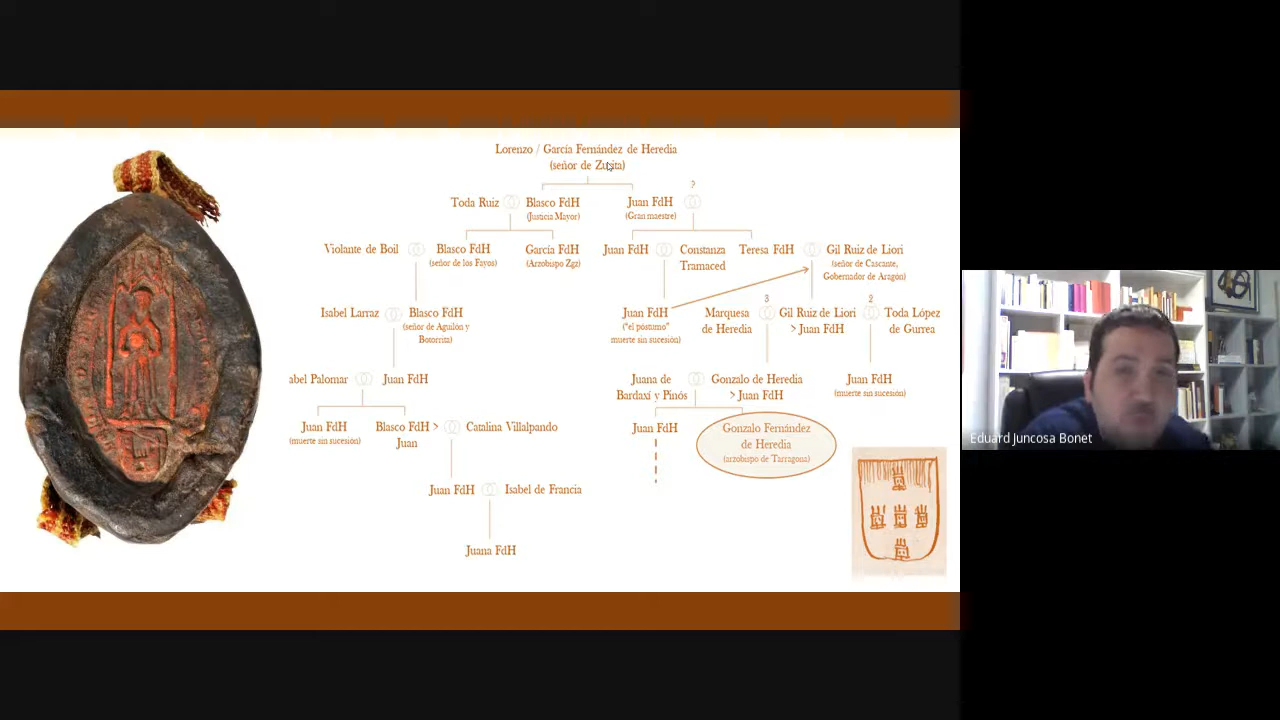 Lorenzo / García Fernández de Heredia
(señor de Zurita)
?
Toda Ruiz
Blasco FdH
(Justicia Mayor)
Juan FdH
(Gran maestre)
Violante de Boil
Blasco FdH
(señor de los Fayos)
García FdH
(Arzobispo Zgz)
Juan FdH
Constanza
Tramaced
Teresa FdH
Gil Ruiz de Liori
(señor de Cascante,
Gobernador de Aragón)
Isabel Larraz
Blasco FdH
(señor de Aguilón y
Botorrita)
Juan FdH
("el póstumo"
muerte sin sucesión)
Marquesa
de Heredia
3
Gil Ruiz de Liori
> Juan FdH
2
Toda López
de Gurrea
abel Palomar
Juan FdH
Juana de
Bardaxí y Pinós
Gonzalo de Heredia
> Juan FdH
Juan FdH
(muerte sin sucesión)
Juan FdH
(muerte sin sucesión)
Blasco FdH >
Juan
Catalina Villalpando
Juan FdH
Gonzalo Fernández
de Heredia
(arzobispo de Tarragona)
Juan FdH
Isabel de Francia
Juana FdH
Eduard Juncosa Bonet